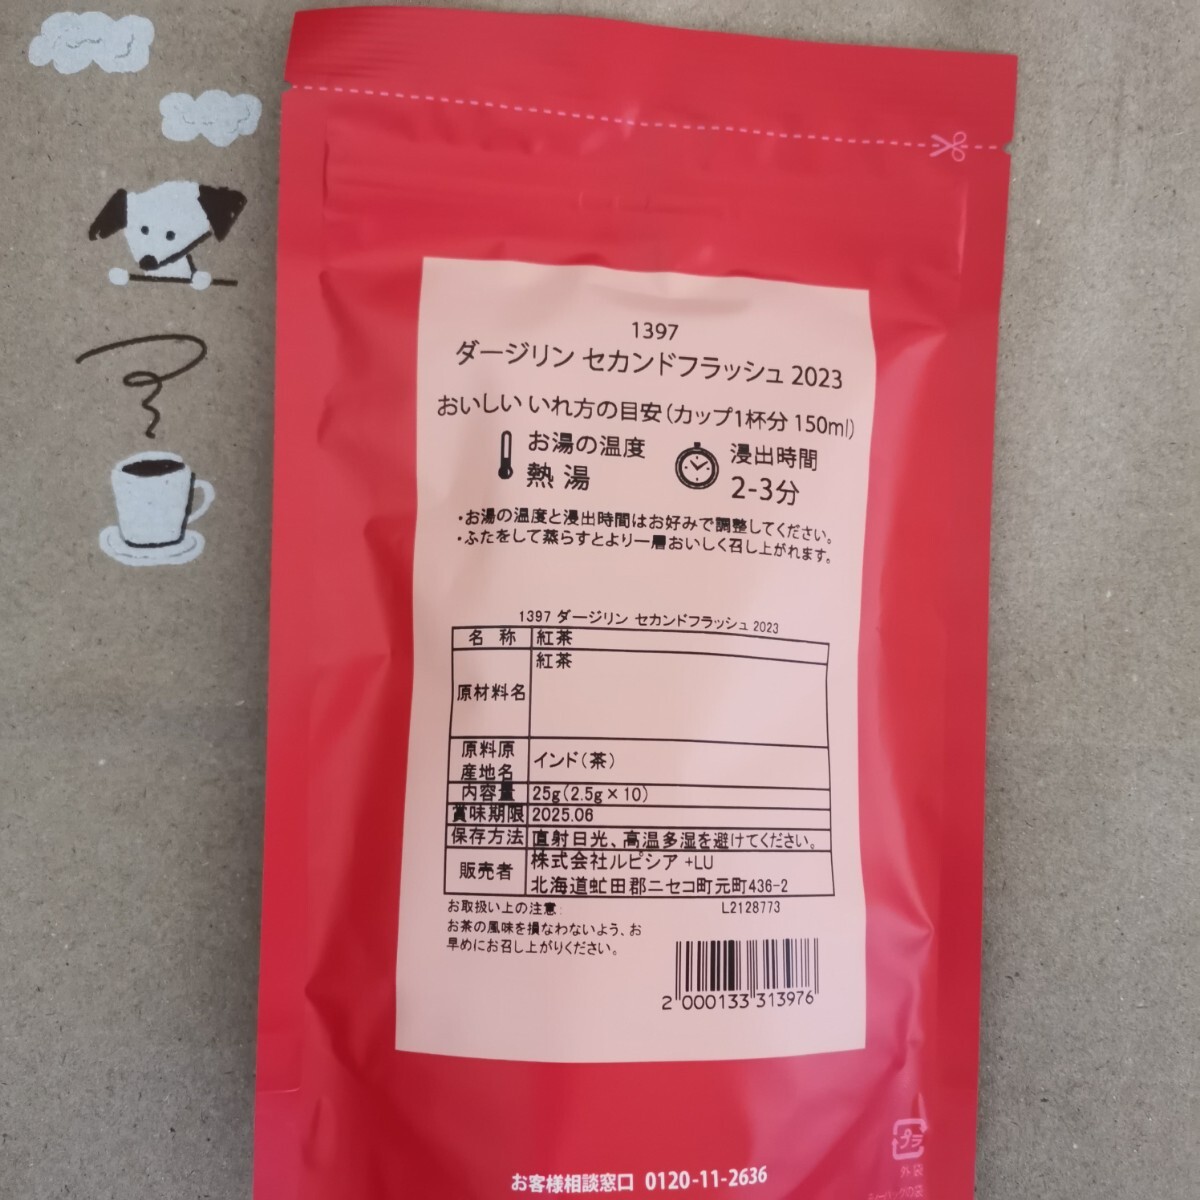 1397
ダージリン セカンドフラッシュ 2023
おいしい いれ方の目安(カップ1杯分 150ml)
お湯の温度
熱湯
浸出時間
2-3分
・お湯の温度と浸出時間はお好みで調整してください。
・ふたをして蒸らすとより一層おいしく召し上がれます。
1397 ダージリン セカンドフラッシュ 2023
名 称 紅茶
原材料名 紅茶
原料原産地名 インド(茶)
内容量 25g(2.5g×10)
賞味期限 2025.06
保存方法 直射日光、高温多湿を避けてください。
販売者 株式会社ルピシア +LU
北海道虻田郡ニセコ町元町436-2
お取扱い上の注意: L2128773
お茶の風味を損なわないよう、お
早めにお召し上がりください。
2 000133 313976
プラ
外袋
お客様相談窓口 0120-11-2636